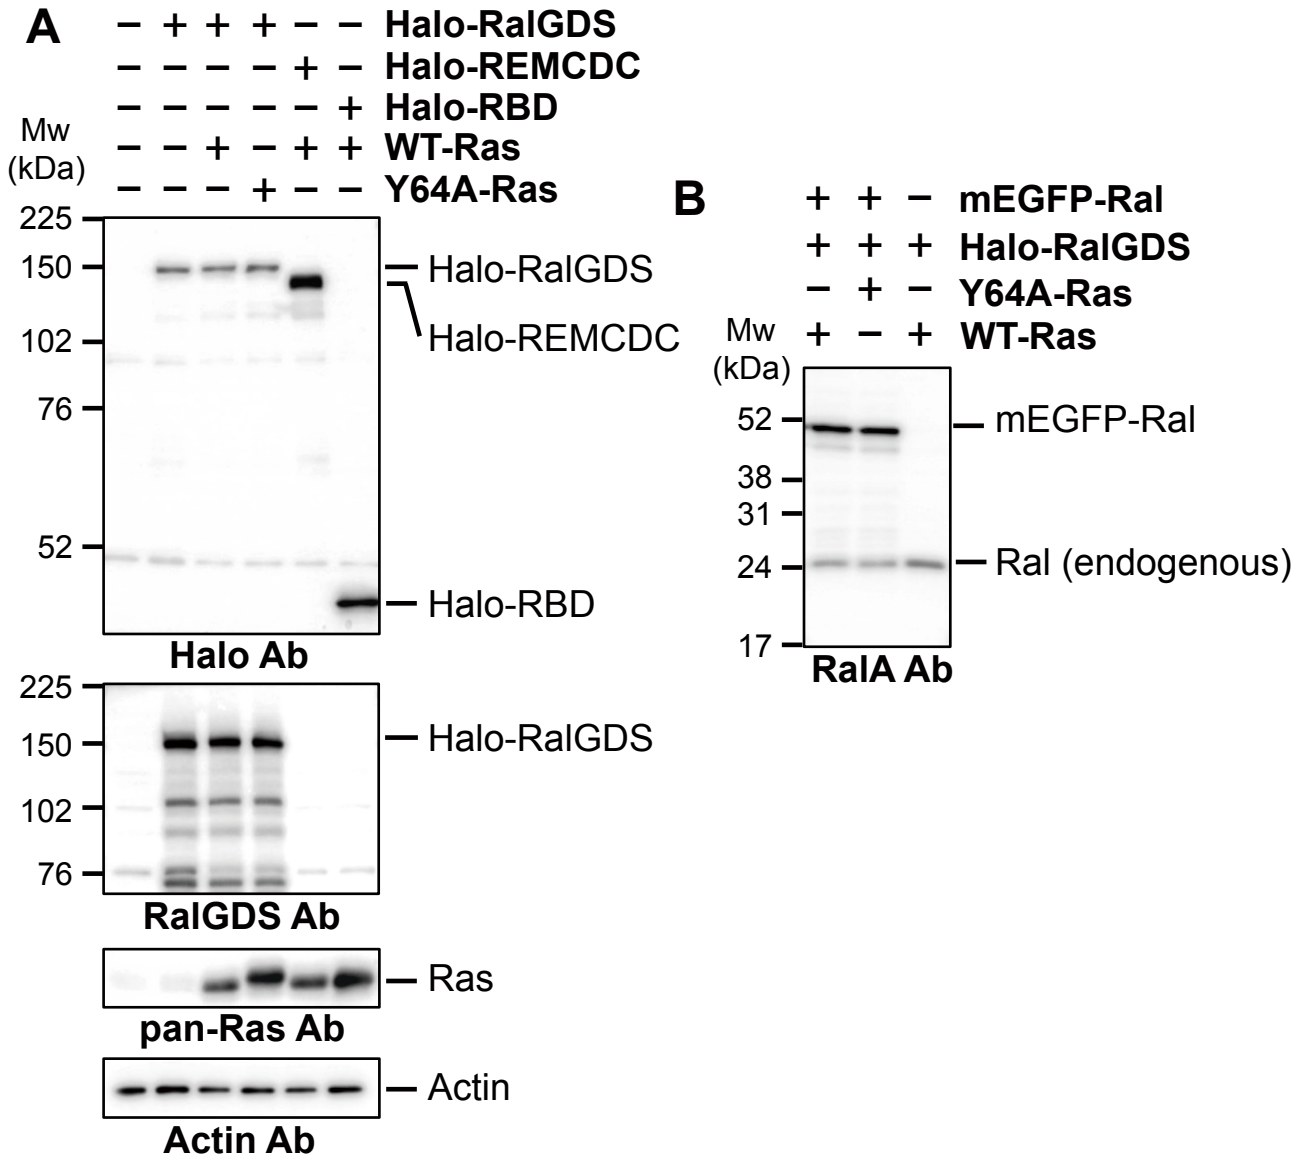 A
– + + + – – Halo-RalGDS
– – – – + – Halo-REMCDC
– – – – – + Halo-RBD
– – + – + + WT-Ras
– – – + – – Y64A-Ras
Mw
(kDa)
225
150
102
76
52
Halo-RalGDS
Halo-REMCDC
Halo-RBD
Halo Ab
225
150
102
76
Halo-RalGDS
RalGDS Ab
Ras
pan-Ras Ab
Actin
Actin Ab
B
+ + – mEGFP-Ral
+ + + Halo-RalGDS
– + – Y64A-Ras
+ – + WT-Ras
Mw
(kDa)
52
38
31
24
17
mEGFP-Ral
Ral (endogenous)
RalA Ab